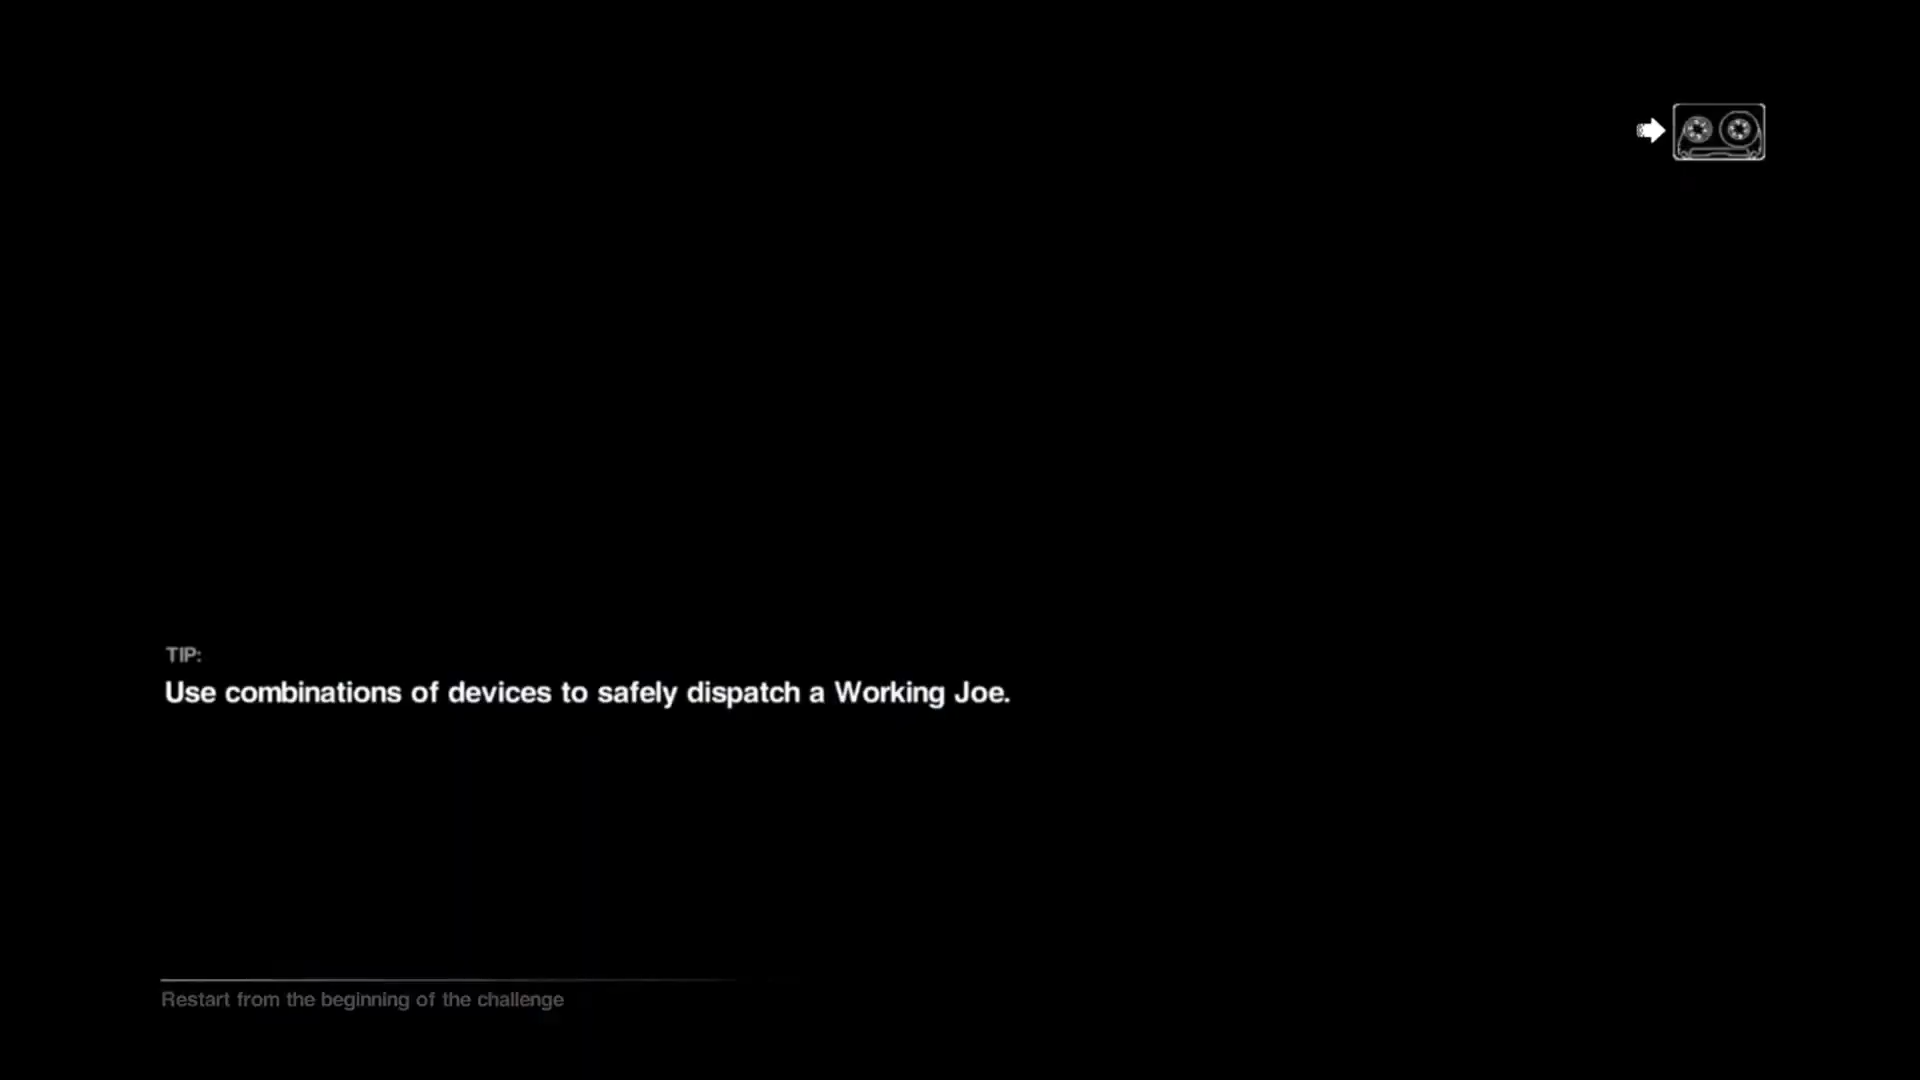 TIP:
Use combinations of devices to safely dispatch a Working Joe.
Restart from the beginning of the challenge